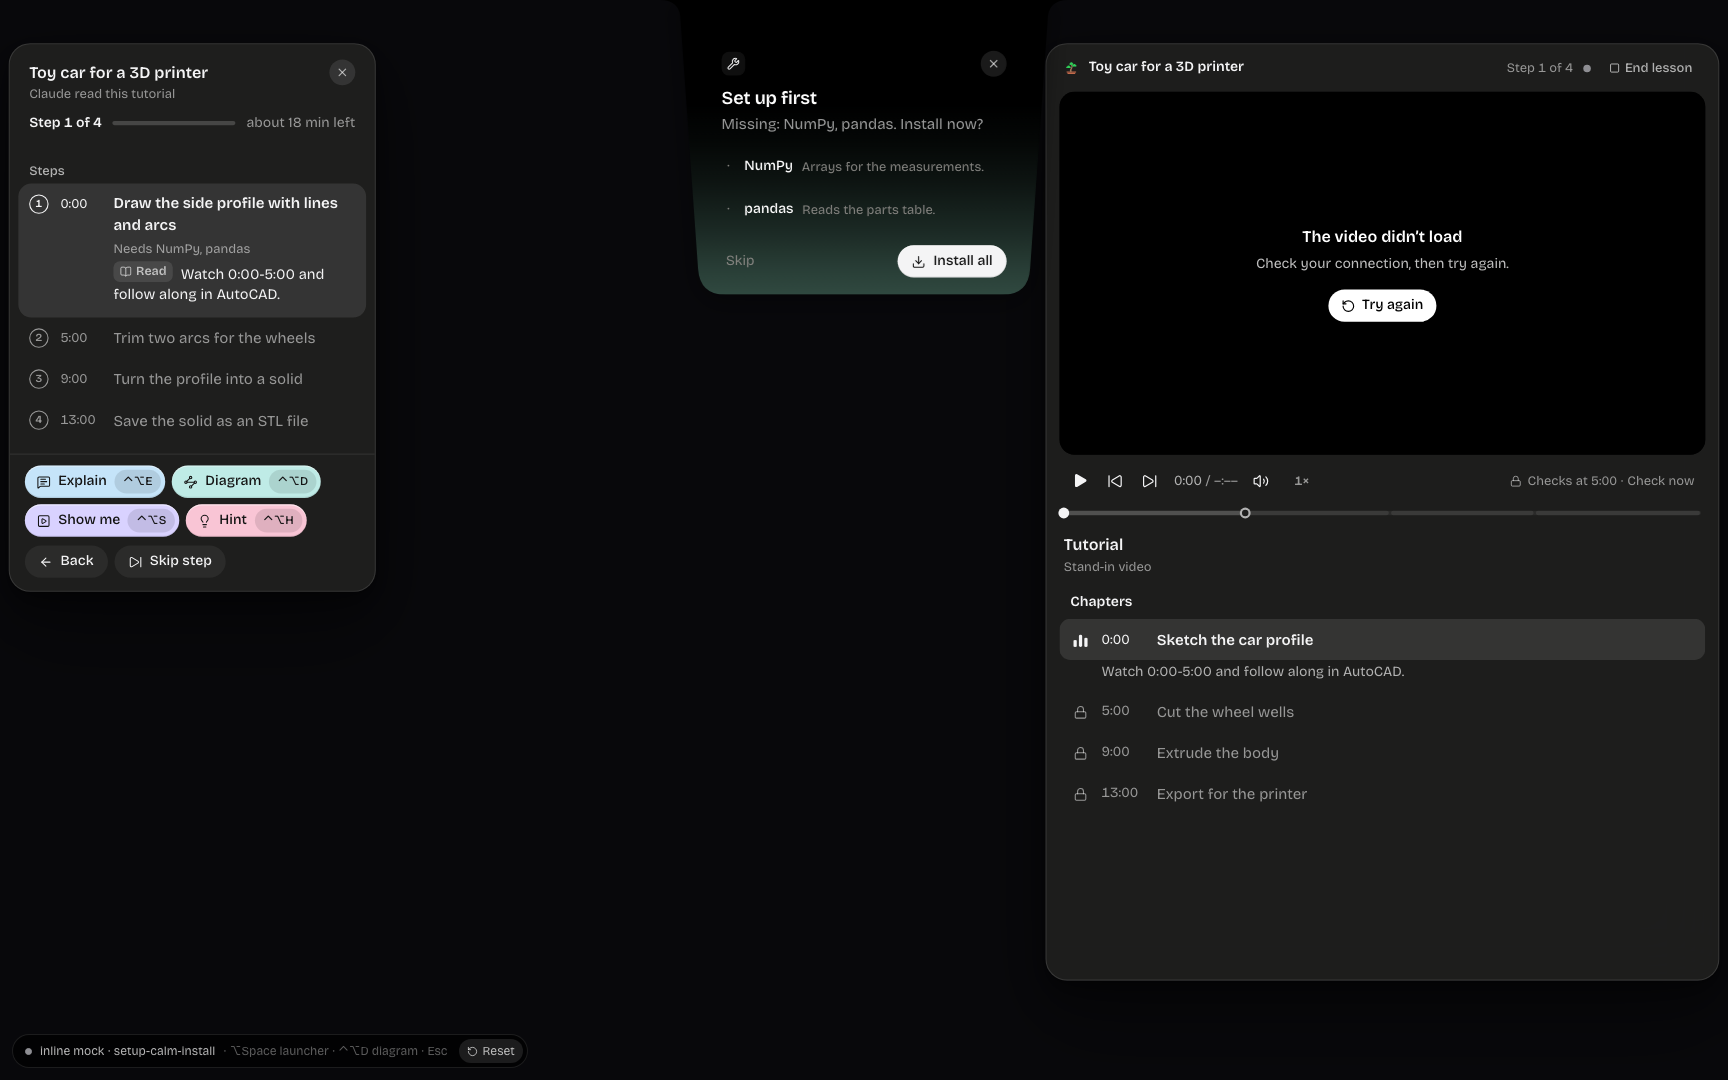 Toy car for a 3D printer
Claude read this tutorial
Step 1 of 4
about 18 min left
Steps
1 0:00 Draw the side profile with lines
and arcs
Needs NumPy, pandas
Read Watch 0:00-5:00 and
follow along in AutoCAD.
2 5:00 Trim two arcs for the wheels
3 9:00 Turn the profile into a solid
4 13:00 Save the solid as an STL file
Explain ^⌥E Diagram ^⌥D
Show me ^⌥S Hint ^⌥H
Back Skip step
Set up first
Missing: NumPy, pandas. Install now?
· NumPy Arrays for the measurements.
· pandas Reads the parts table.
Skip Install all
Toy car for a 3D printer
Step 1 of 4 End lesson
The video didn’t load
Check your connection, then try again.
Try again
0:00 / –:–– 1× Checks at 5:00 · Check now
Tutorial
Stand-in video
Chapters
0:00 Sketch the car profile
Watch 0:00-5:00 and follow along in AutoCAD.
5:00 Cut the wheel wells
9:00 Extrude the body
13:00 Export for the printer
inline mock · setup-calm-install · ⌥Space launcher · ^⌥D diagram · Esc Reset